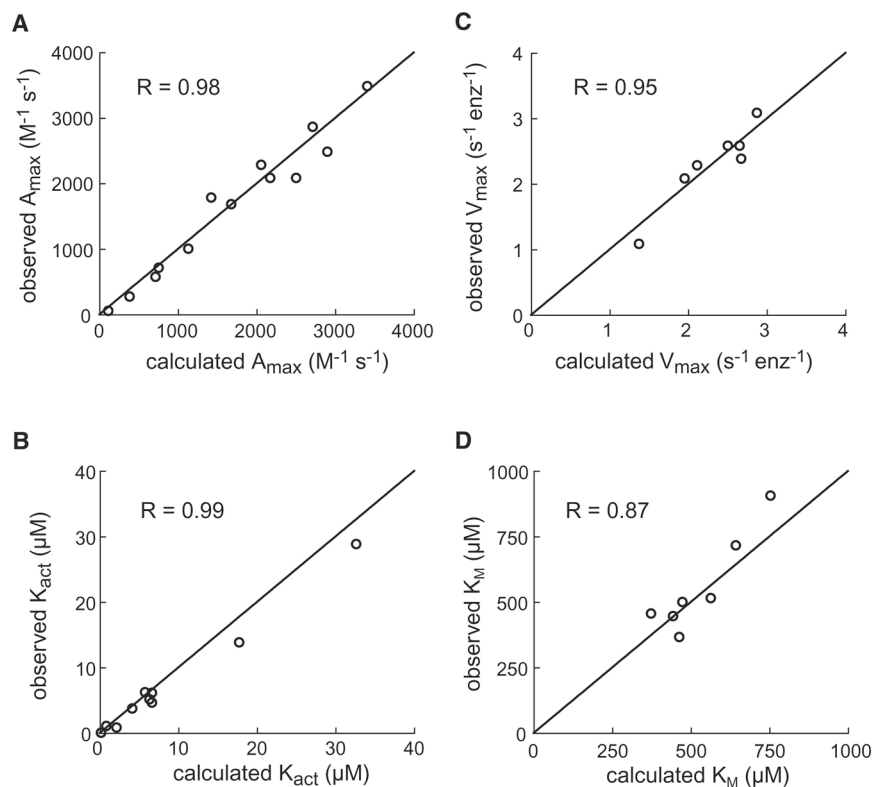 A
4000
3000
2000
1000
0
R = 0.98
observed Amax (M-1 s-1)
0 1000 2000 3000 4000
calculated Amax (M-1 s-1)
C
4
3
2
1
0
R = 0.95
observed Vmax (s-1 enz-1)
0 1 2 3 4
calculated Vmax (s-1 enz-1)
B
40
30
20
10
0
R = 0.99
observed Kact (µM)
0 10 20 30 40
calculated Kact (µM)
D
1000
750
500
250
0
R = 0.87
observed KM (µM)
0 250 500 750 1000
calculated KM (µM)